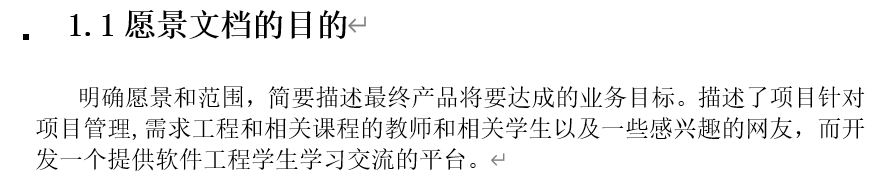 1.1 愿景文档的目的
明确愿景和范围，简要描述最终产品将要达成的业务目标。描述了项目针对
项目管理,需求工程和相关课程的教师和相关学生以及一些感兴趣的网友，而开
发一个提供软件工程学生学习交流的平台。